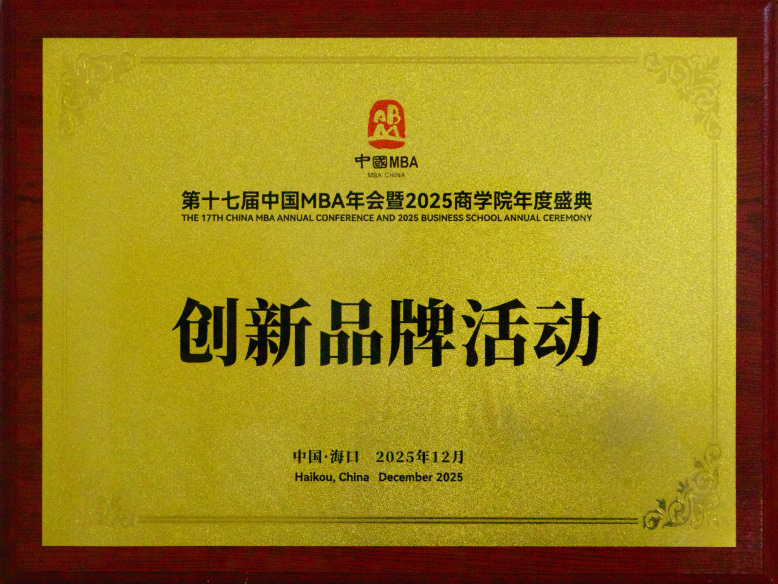 中國MBA
MBA CHINA
第十七届中国MBA年会暨2025商学院年度盛典
THE 17TH CHINA MBA ANNUAL CONFERENCE AND 2025 BUSINESS SCHOOL ANNUAL CEREMONY
创新品牌活动
中国·海口 2025年12月
Haikou, China December 2025